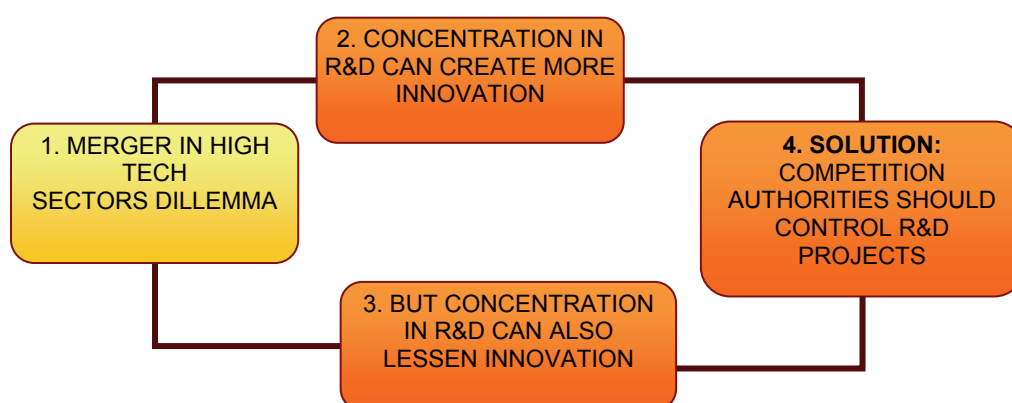 2. CONCENTRATION IN
R&D CAN CREATE MORE
INNOVATION
1. MERGER IN HIGH
TECH
SECTORS DILLEMMA
4. SOLUTION:
COMPETITION
AUTHORITIES SHOULD
CONTROL R&D
PROJECTS
3. BUT CONCENTRATION
IN R&D CAN ALSO
LESSEN INNOVATION